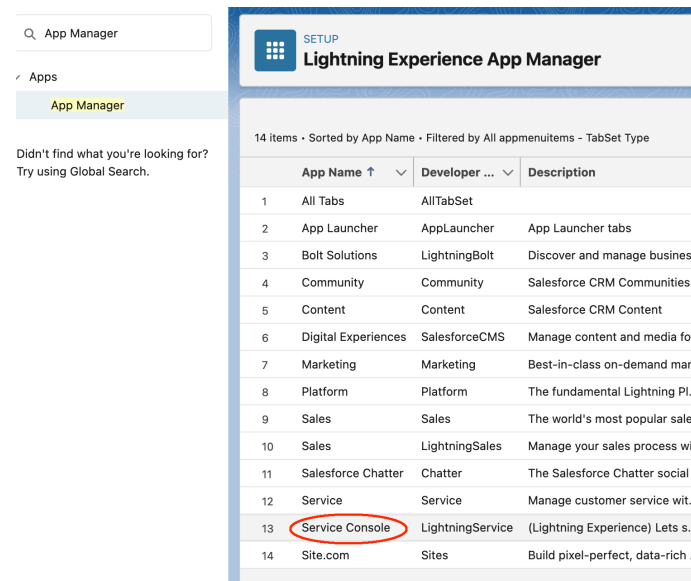 App Manager
Apps
App Manager
Didn't find what you're looking for?
Try using Global Search.
SETUP
Lightning Experience App Manager
14 items • Sorted by App Name • Filtered by All appmenuitems - TabSet Type
App Name ↑ Developer ... Description
1 All Tabs AllTabSet
2 App Launcher AppLauncher App Launcher tabs
3 Bolt Solutions LightningBolt Discover and manage busines
4 Community Community Salesforce CRM Communities
5 Content Content Salesforce CRM Content
6 Digital Experiences SalesforceCMS Manage content and media fo
7 Marketing Marketing Best-in-class on-demand mar
8 Platform Platform The fundamental Lightning Pl.
9 Sales Sales The world's most popular sale
10 Sales LightningSales Manage your sales process wi
11 Salesforce Chatter Chatter The Salesforce Chatter social
12 Service Service Manage customer service wit.
13 Service Console LightningService (Lightning Experience) Lets s.
14 Site.com Sites Build pixel-perfect, data-rich .